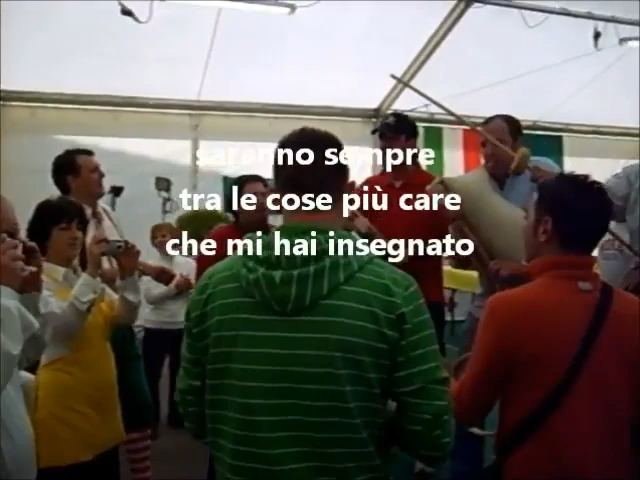 saranno sempre
tra le cose più care
che mi hai insegnato